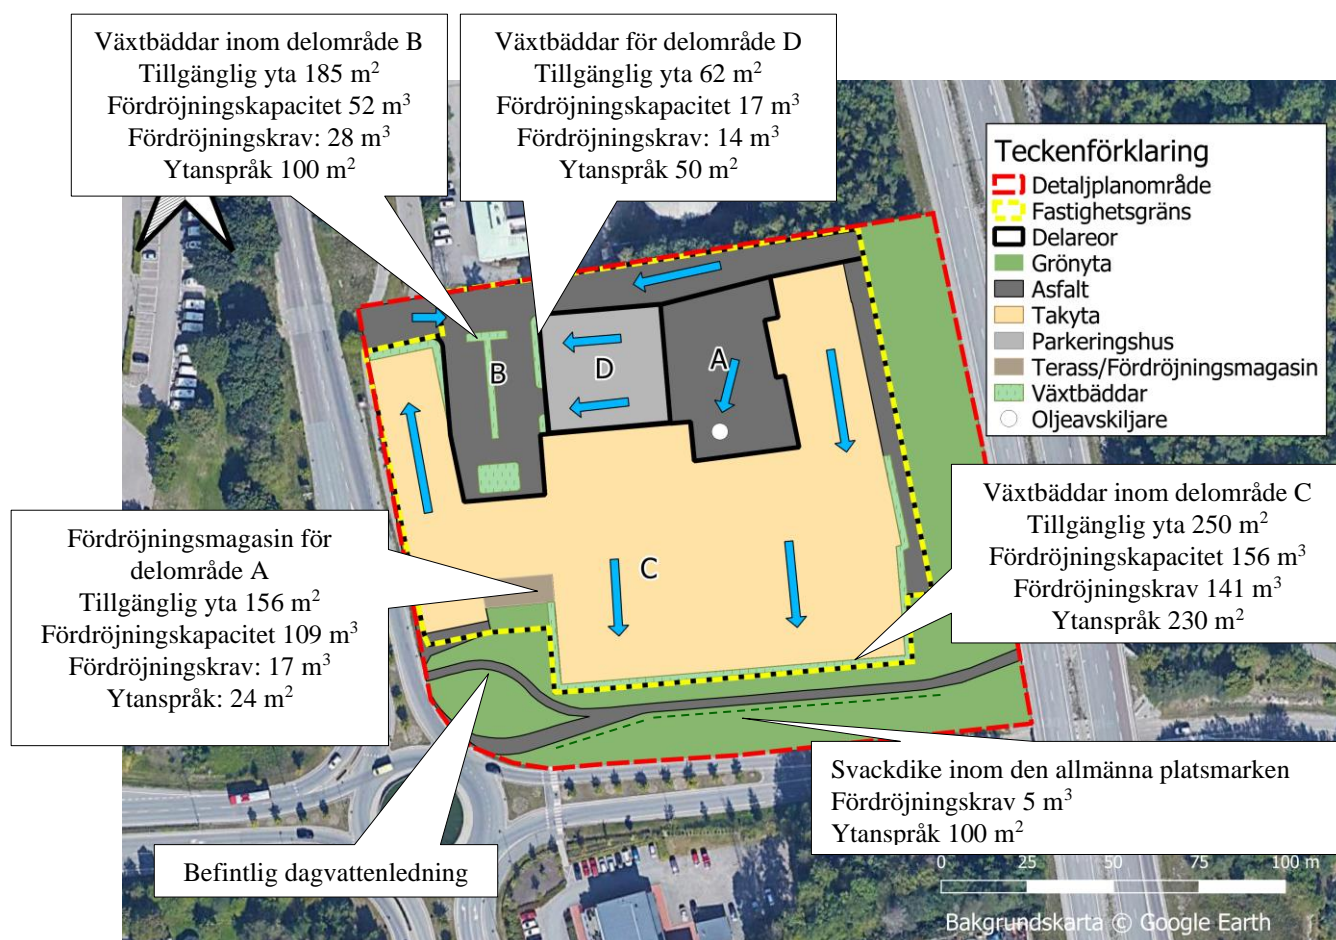 Växtbäddar inom delområde B
Tillgänglig yta 185 m²
Fördröjningskapacitet 52 m³
Fördröjningskrav: 28 m³
Ytanspråk 100 m²
Växtbäddar för delområde D
Tillgänglig yta 62 m²
Fördröjningskapacitet 17 m³
Fördröjningskrav: 14 m³
Ytanspråk 50 m²
Teckenförklaring
Detaljplanområde
Fastighetsgräns
Delareor
Grönyta
Asfalt
Takyta
Parkeringshus
Terass/Fördröjningsmagasin
Växtbäddar
Oljeavskiljare
B
D
A
C
Växtbäddar inom delområde C
Tillgänglig yta 250 m²
Fördröjningskapacitet 156 m³
Fördröjningskrav 141 m³
Ytanspråk 230 m²
Fördröjningsmagasin för
delområde A
Tillgänglig yta 156 m²
Fördröjningskapacitet 109 m³
Fördröjningskrav: 17 m³
Ytanspråk: 24 m²
Svackdike inom den allmänna platsmarken
Fördröjningskrav 5 m³
Ytanspråk 100 m²
Befintlig dagvattenledning
0 25 50 75 100 m
Bakgrundskarta © Google Earth